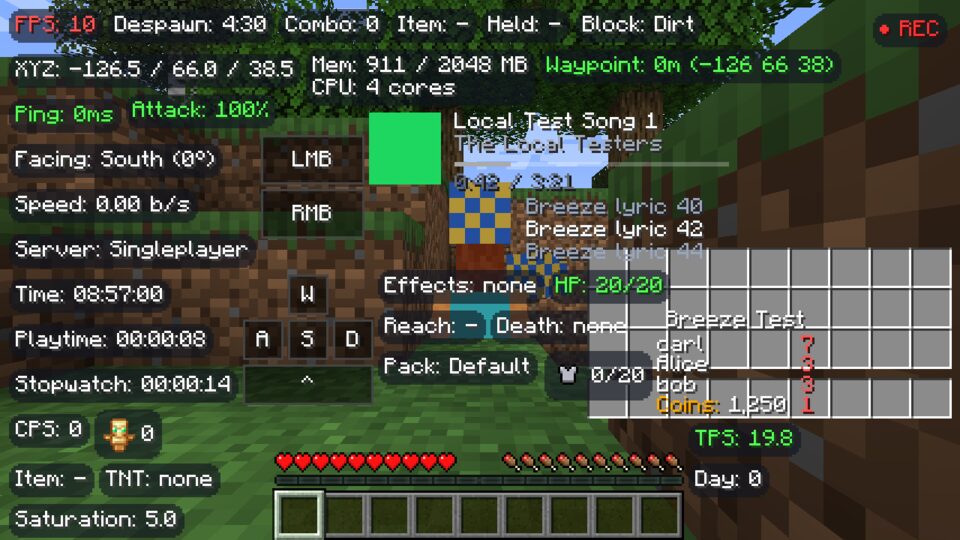 FPS: 10 Despawn: 4:30 Combo: 0 Item: - Held: - Block: Dirt
● REC
XYZ: -126.5 / 66.0 / 38.5
Mem: 911 / 2048 MB
CPU: 4 cores
Waypoint: 0m (-126 66 38)
Ping: 0ms
Attack: 100%
Local Test Song 1
The Local Testers
0:42 / 3:21
Breeze lyric 40
Breeze lyric 42
Breeze lyric 44
Facing: South (0°)
LMB
Speed: 0.00 b/s
RMB
Server: Singleplayer
Time: 08:57:00
W
Effects: none
HP: 20/20
Playtime: 00:00:08
A S D
Reach: -
Death: none
Breeze Test
darl 7
Alice 3
bob 3
Coins: 1,250 1
Stopwatch: 00:00:14
^
Pack: Default
0/20
CPS: 0
0
TPS: 19.8
Item: -
TNT: none
Day: 0
Saturation: 5.0